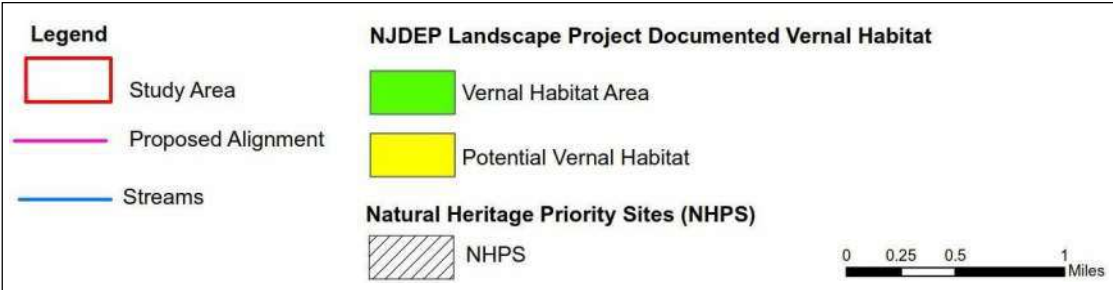 Legend
Study Area
Proposed Alignment
Streams
NJDEP Landscape Project Documented Vernal Habitat
Vernal Habitat Area
Potential Vernal Habitat
Natural Heritage Priority Sites (NHPS)
NHPS
0 0.25 0.5 1
Miles